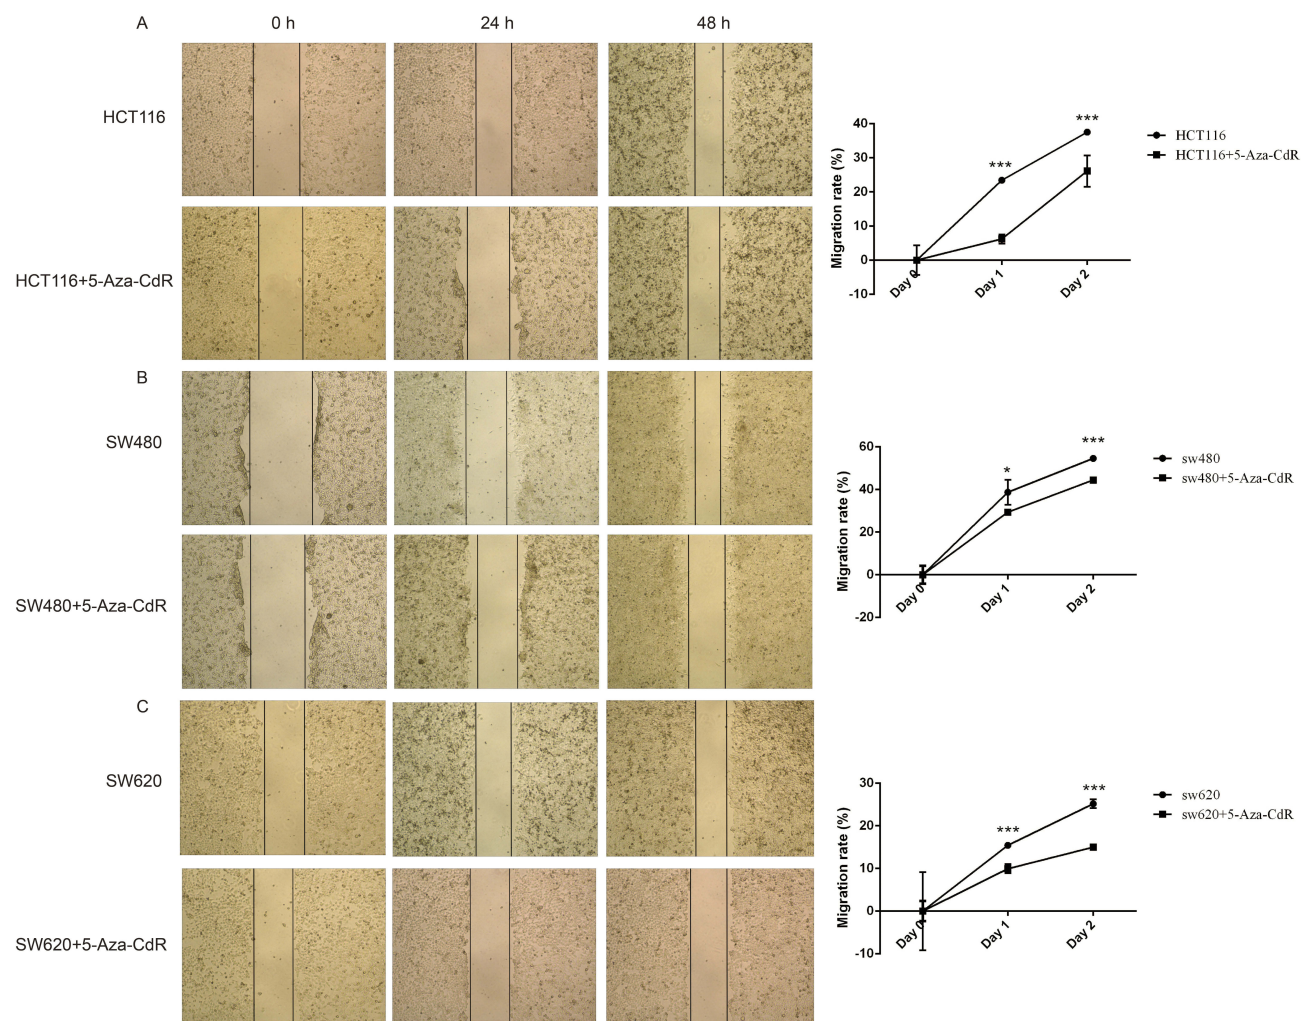 A 0 h 24 h 48 h
HCT116
HCT116+5-Aza-CdR
Migration rate (%)
40
30
20
10
0
-10
Day 0
Day 1
Day 2
***
***
HCT116
HCT116+5-Aza-CdR
B
SW480
SW480+5-Aza-CdR
Migration rate (%)
60
40
20
0
-20
Day 0
Day 1
Day 2
*
***
sw480
sw480+5-Aza-CdR
C
SW620
SW620+5-Aza-CdR
Migration rate (%)
30
20
10
0
-10
Day 0
Day 1
Day 2
***
***
sw620
sw620+5-Aza-CdR